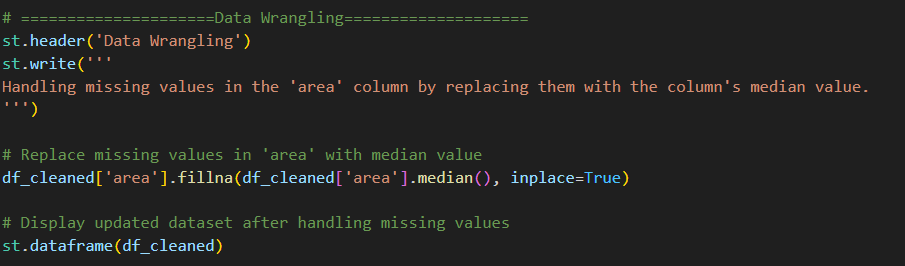 # =====================Data Wrangling====================
st.header('Data Wrangling')
st.write('''
Handling missing values in the 'area' column by replacing them with the column's median value.
''')
# Replace missing values in 'area' with median value
df_cleaned['area'].fillna(df_cleaned['area'].median(), inplace=True)
# Display updated dataset after handling missing values
st.dataframe(df_cleaned)